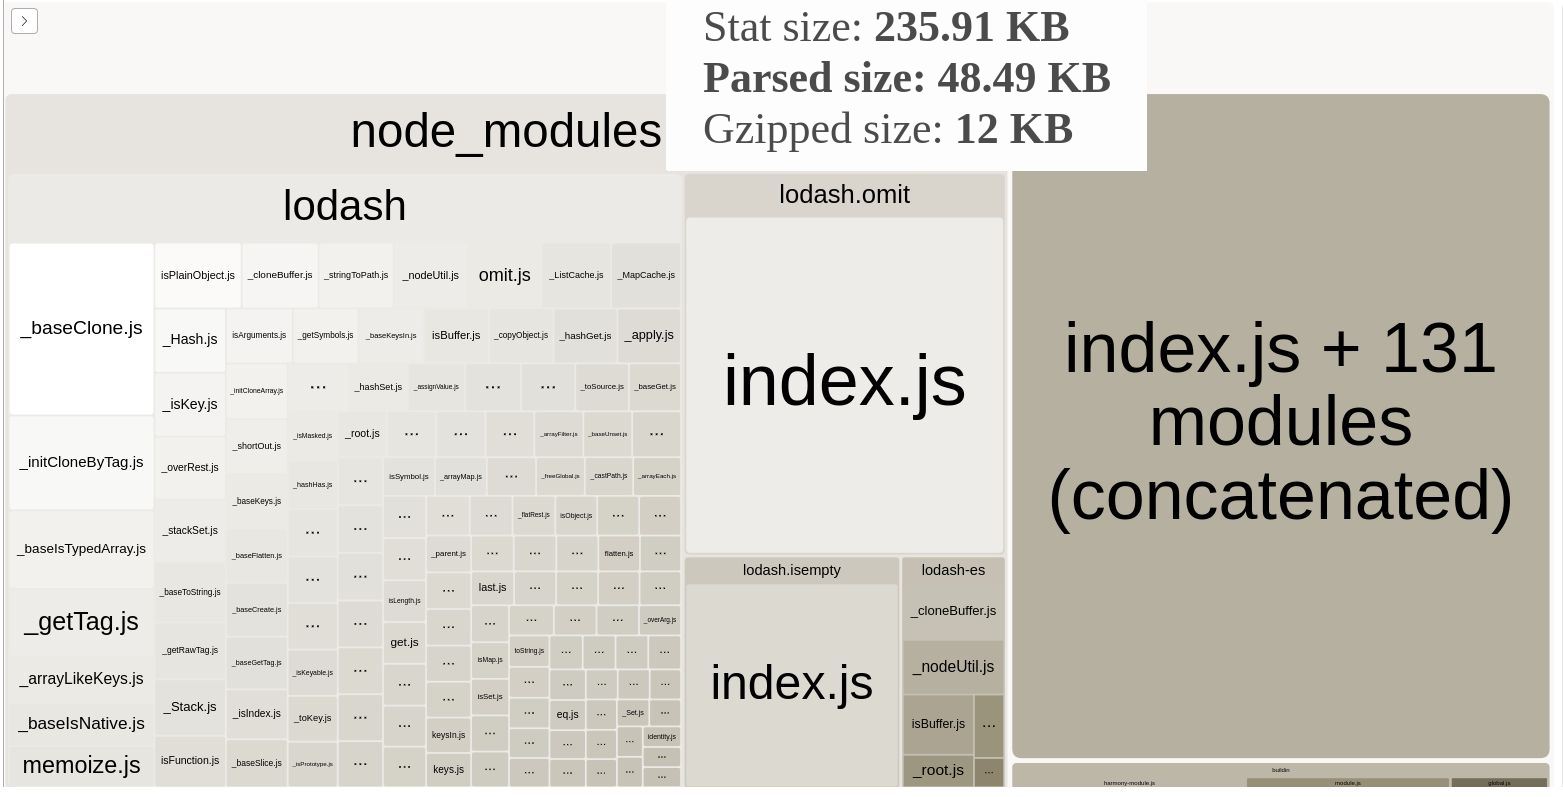 Stat size: 235.91 KB
Parsed size: 48.49 KB
Gzipped size: 12 KB
node_modules
lodash
_baseClone.js
_initCloneByTag.js
_baseIsTypedArray.js
_getTag.js
_arrayLikeKeys.js
_baseIsNative.js
memoize.js
isPlainObject.js
_cloneBuffer.js
_stringToPath.js
_nodeUtil.js
omit.js
_ListCache.js
_MapCache.js
_Hash.js
_isKey.js
_overRest.js
_stackSet.js
_baseToString.js
_getRawTag.js
_Stack.js
isFunction.js
isArguments.js
_getSymbols.js
_baseKeysIn.js
isBuffer.js
_copyObject.js
_hashGet.js
_apply.js
_initCloneArray.js
...
_hashSet.js
_assignValue.js
...
...
_toSource.js
_baseGet.js
_shortOut.js
_baseKeys.js
_baseFlatten.js
_baseCreate.js
_baseGetTag.js
_isIndex.js
_baseSlice.js
_isMasked.js
_root.js
...
...
...
_arrayFilter.js
_baseUnset.js
...
_hashHas.js
...
isSymbol.js
_arrayMap.js
...
_freeGlobal.js
_castPath.js
_arrayEach.js
...
...
...
...
_flatRest.js
isObject.js
...
...
_parent.js
...
...
...
flatten.js
...
isLength.js
last.js
get.js
_overArg.js
isMap.js
toString.js
_isKeyable.js
isSet.js
_toKey.js
eq.js
_Set.js
keysIn.js
identity.js
_isPrototype.js
keys.js
lodash.omit
index.js
lodash.isempty
index.js
lodash-es
_cloneBuffer.js
_nodeUtil.js
isBuffer.js
...
_root.js
...
index.js + 131
modules
(concatenated)
buildin
harmony-module.js
module.js
global.js